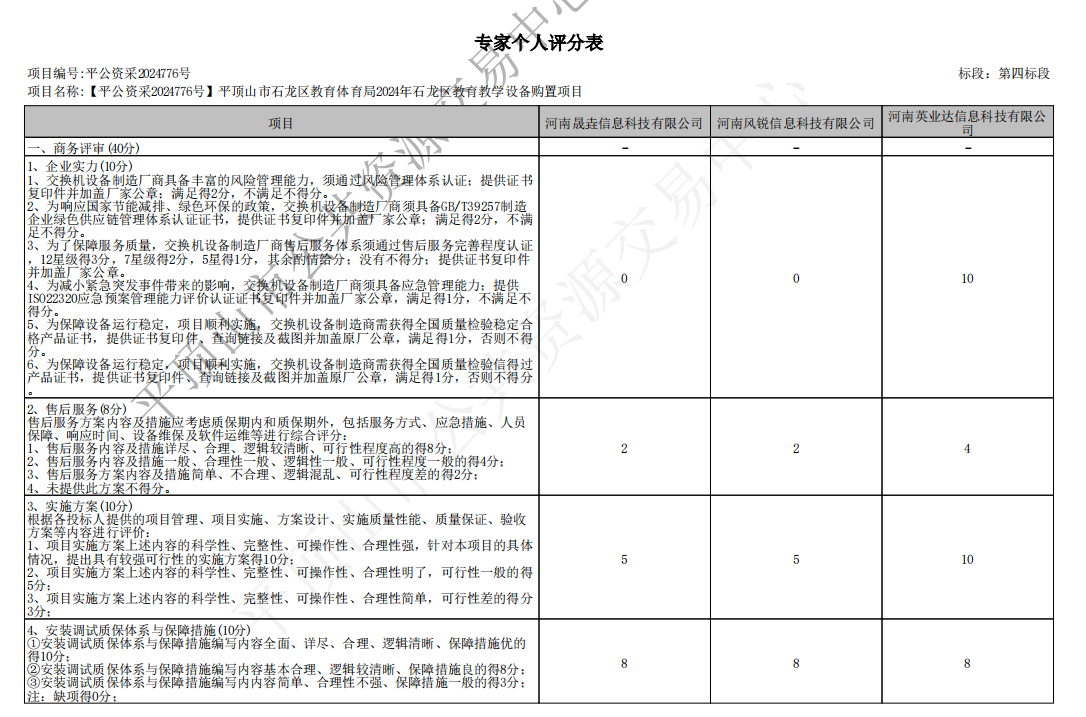 专家个人评分表
项目编号:平公资采2024776号
标段: 第四标段
项目名称:【平公资采2024776号】平顶山市石龙区教育体育局2024年石龙区教育教学设备购置项目
项目
河南晟垚信息科技有限公司
河南风锐信息科技有限公司
河南英业达信息科技有限公
司
一、商务评审(40分)
-
-
-
1、企业实力(10分)
1、交换机设备制造厂商具备丰富的风险管理能力，须通过风险管理体系认证；提供证书
复印件并加盖厂家公章；满足得2分，不满足不得分。
2、为响应国家节能减排、绿色环保的政策，交换机设备制造厂商须具备GB/T39257制造
企业绿色供应链管理体系认证证书，提供证书复印件并加盖厂家公章；满足得2分，不满
足不得分。
3、为了保障服务质量，交换机设备制造厂商售后服务体系须通过售后服务完善程度认证
，12星级得3分，7星级得2分，5星得1分，其余酌情给分；没有不得分；提供证书复印件
并加盖厂家公章。
4、为减小紧急突发事件带来的影响，交换机设备制造厂商须具备应急管理能力；提供
ISO22320应急预案管理能力评价认证证书复印件并加盖厂家公章，满足得1分，不满足不
得分。
5、为保障设备运行稳定，项目顺利实施，交换机设备制造商需获得全国质量检验稳定合
格产品证书，提供证书复印件、查询链接及截图并加盖原厂公章，满足得1分，否则不得
分。
6、为保障设备运行稳定，项目顺利实施，交换机设备制造商需获得全国质量检验信得过
产品证书，提供证书复印件、查询链接及截图并加盖原厂公章，满足得1分，否则不得分
。
0
0
10
2、售后服务(8分)
售后服务方案内容及措施应考虑质保期内和质保期外，包括服务方式、应急措施、人员
保障、响应时间、设备维保及软件运维等进行综合评分：
1、售后服务内容及措施详尽、合理、逻辑较清晰、可行性程度高的得8分；
2、售后服务内容及措施一般、合理性一般、逻辑性一般、可行性程度一般的得4分；
3、售后服务方案内容及措施简单、不合理、逻辑混乱、可行性程度差的得2分；
4、未提供此方案不得分。
2
2
4
3、实施方案(10分)
根据各投标人提供的项目管理、项目实施、方案设计、实施质量性能、质量保证、验收
方案等内容进行评价：
1、项目实施方案上述内容的科学性、完整性、可操作性、合理性强，针对本项目的具体
情况，提出具有较强可行性的实施方案得10分；
2、项目实施方案上述内容的科学性、完整性、可操作性、合理性明了，可行性一般的得
5分；
3、项目实施方案上述内容的科学性、完整性、可操作性、合理性简单，可行性差的得分
3分；
5
5
10
4、安装调试质保体系与保障措施(10分)
①安装调试质保体系与保障措施编写内容全面、详尽、合理、逻辑清晰、保障措施优的
得10分；
②安装调试质保体系与保障措施编写内容基本合理、逻辑较清晰、保障措施良的得8分；
③安装调试质保体系与保障措施编写内内容简单、合理性不强、保障措施一般的得3分；
注：缺项得0分；
8
8
8
平顶山市公共资源交易中心
平顶山市公共资源交易中心